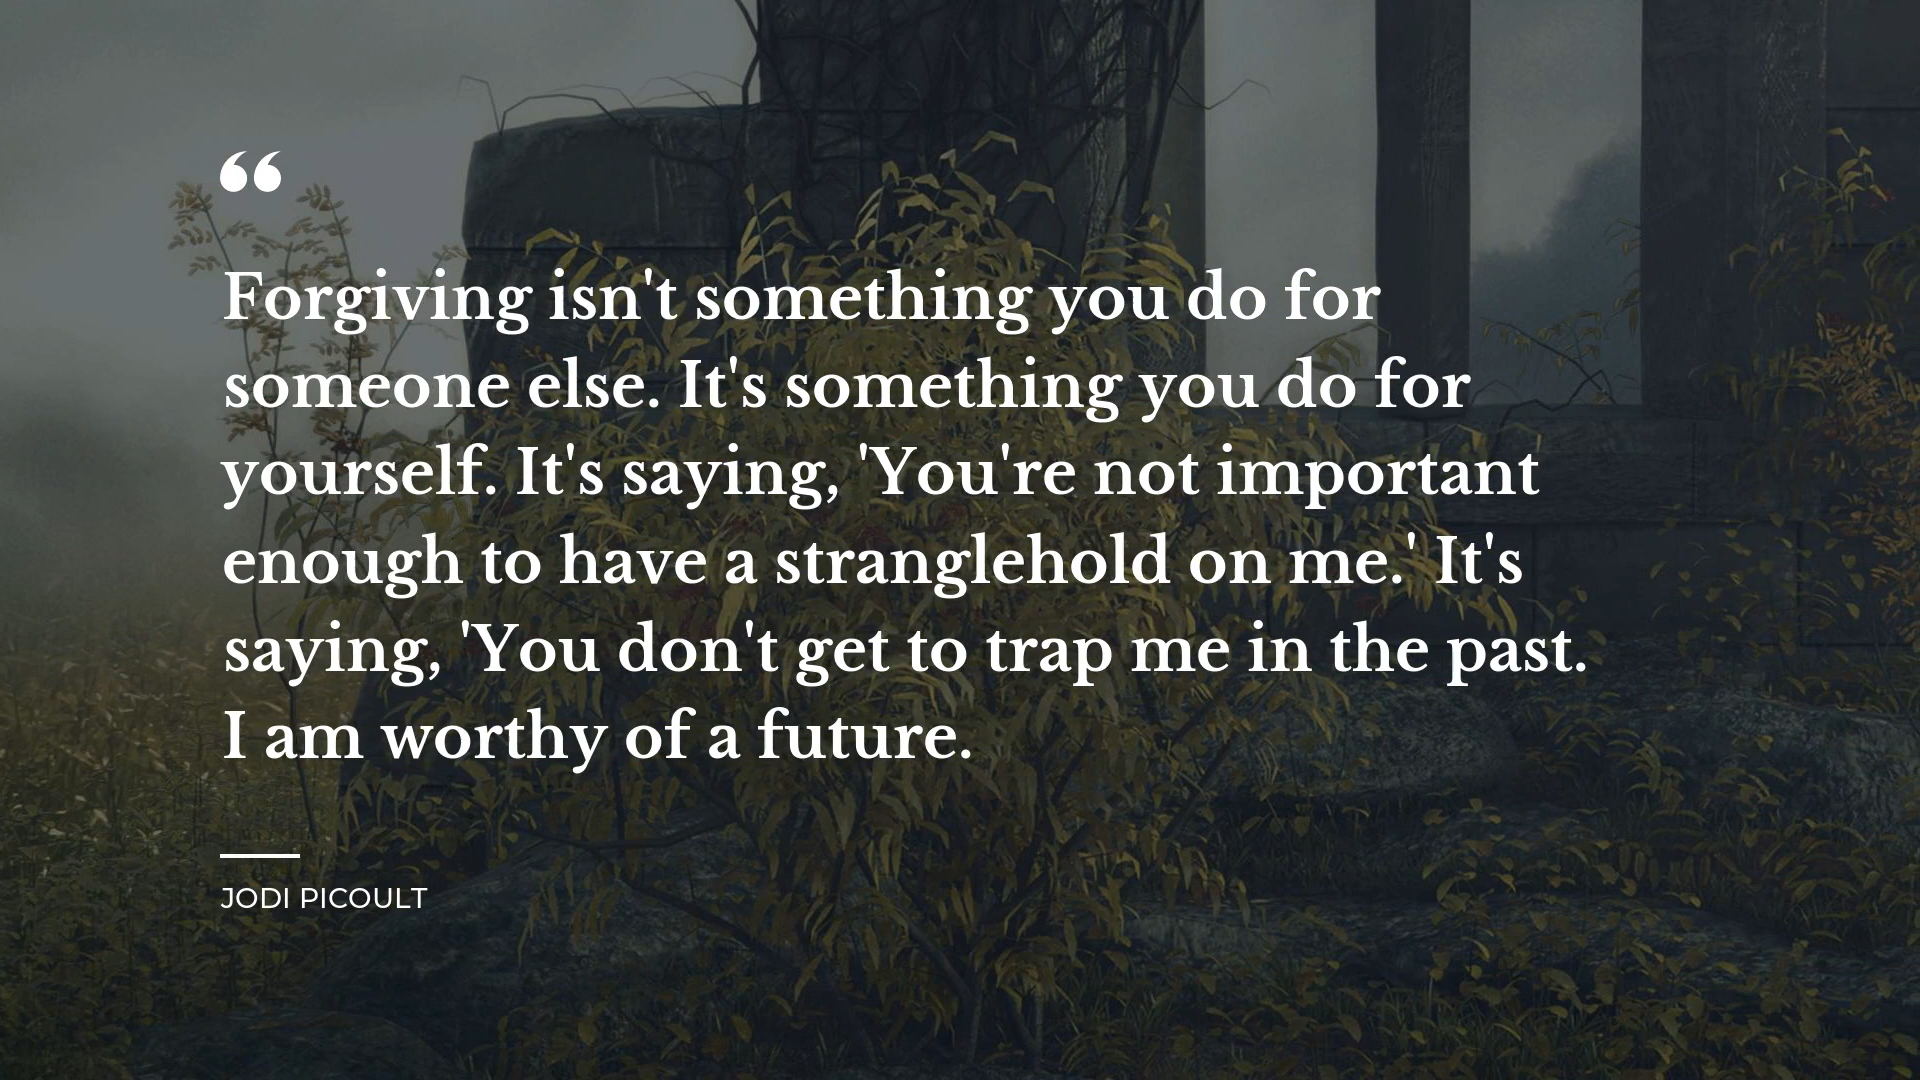 “
Forgiving isn't something you do for
someone else. It's something you do for
yourself. It's saying, 'You're not important
enough to have a stranglehold on me.' It's
saying, 'You don't get to trap me in the past.
I am worthy of a future.
JODI PICOULT